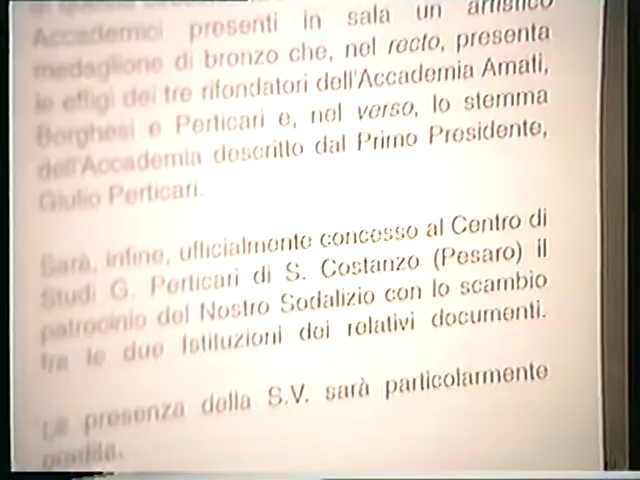 Accademici presenti in sala un artistico
medaglione di bronzo che, nel recto, presenta
le effigi dei tre rifondatori dell'Accademia Amati,
Borghesi e Perticari e, nel verso, lo stemma
dell'Accademia descritto dal Primo Presidente,
Giulio Perticari.
Sarà, infine, ufficialmente concesso al Centro di
Studi G. Perticari di S. Costanzo (Pesaro) il
patrocinio del Nostro Sodalizio con lo scambio
fra le due Istituzioni dei relativi documenti.
La presenza della S.V. sarà particolarmente
gradita.